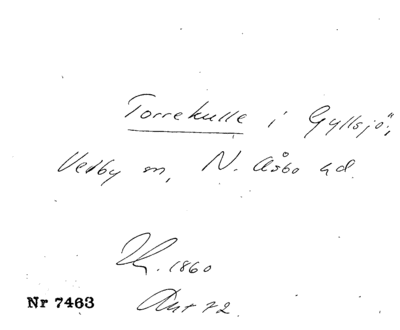 Torrekulle i Gyllsjö,
Vedby sn, N. Åsbo hd.
1860
Nr 7463